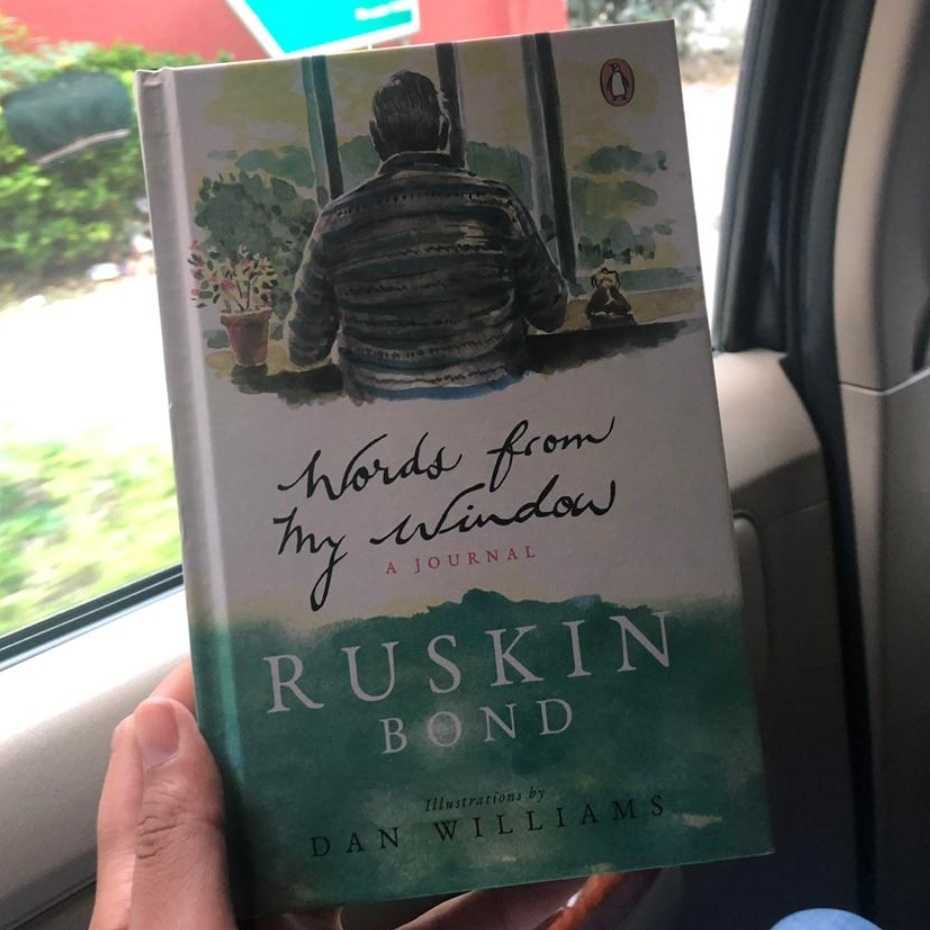 Words from
My Window
A JOURNAL
RUSKIN
BOND
Illustrations by
DAN WILLIAMS